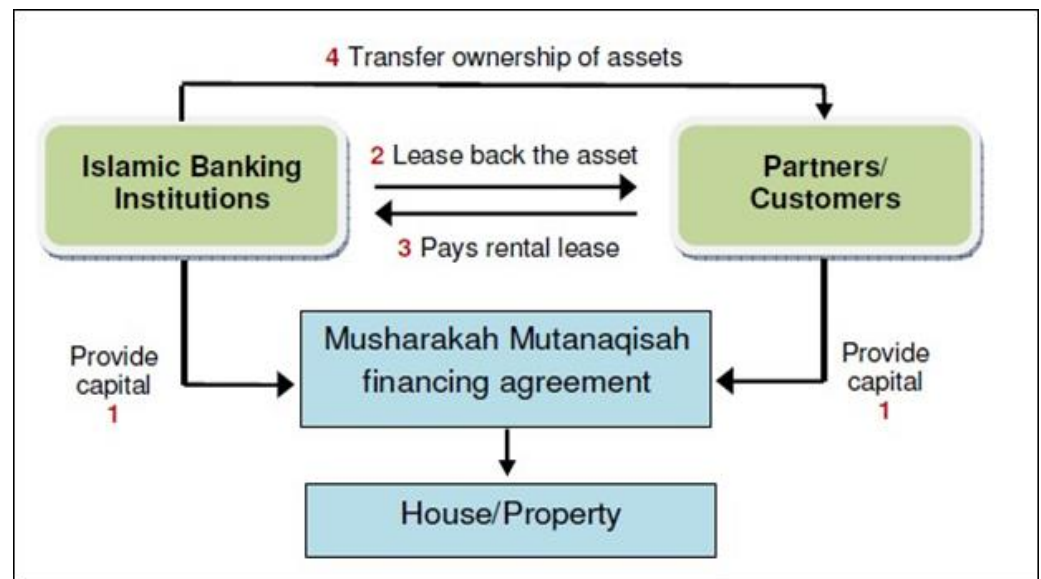 4 Transfer ownership of assets
Islamic Banking
Institutions
2 Lease back the asset
3 Pays rental lease
Partners/
Customers
Provide
capital
1
Musharakah Mutanaqisah
financing agreement
Provide
capital
1
House/Property